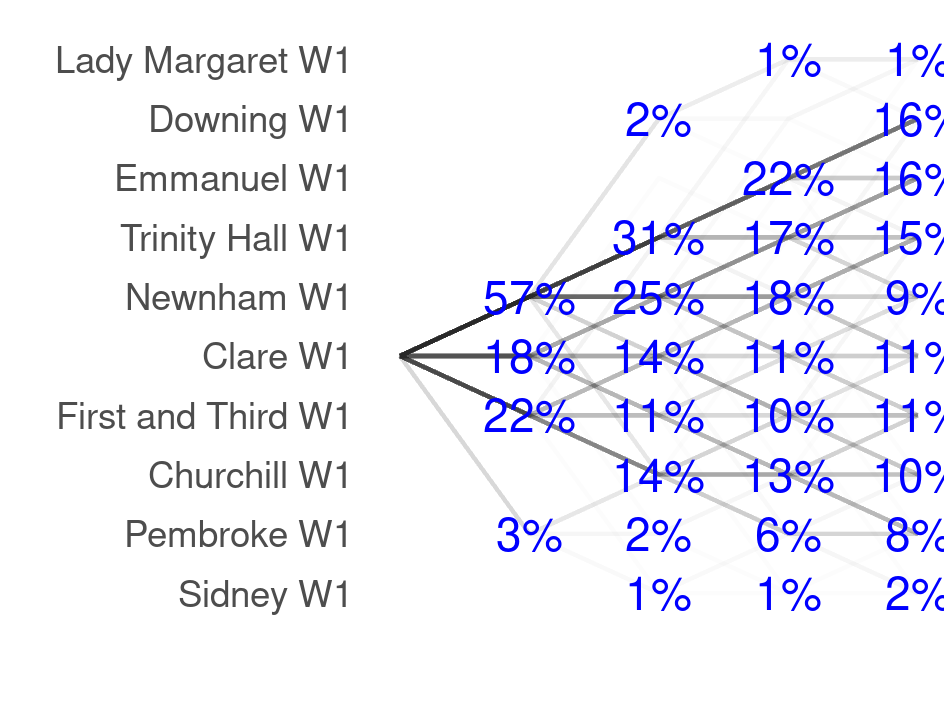 Lady Margaret W1 1% 1%
Downing W1 2% 16%
Emmanuel W1 22% 16%
Trinity Hall W1 31% 17% 15%
Newnham W1 57% 25% 18% 9%
Clare W1 18% 14% 11% 11%
First and Third W1 22% 11% 10% 11%
Churchill W1 14% 13% 10%
Pembroke W1 3% 2% 6% 8%
Sidney W1 1% 1% 2%